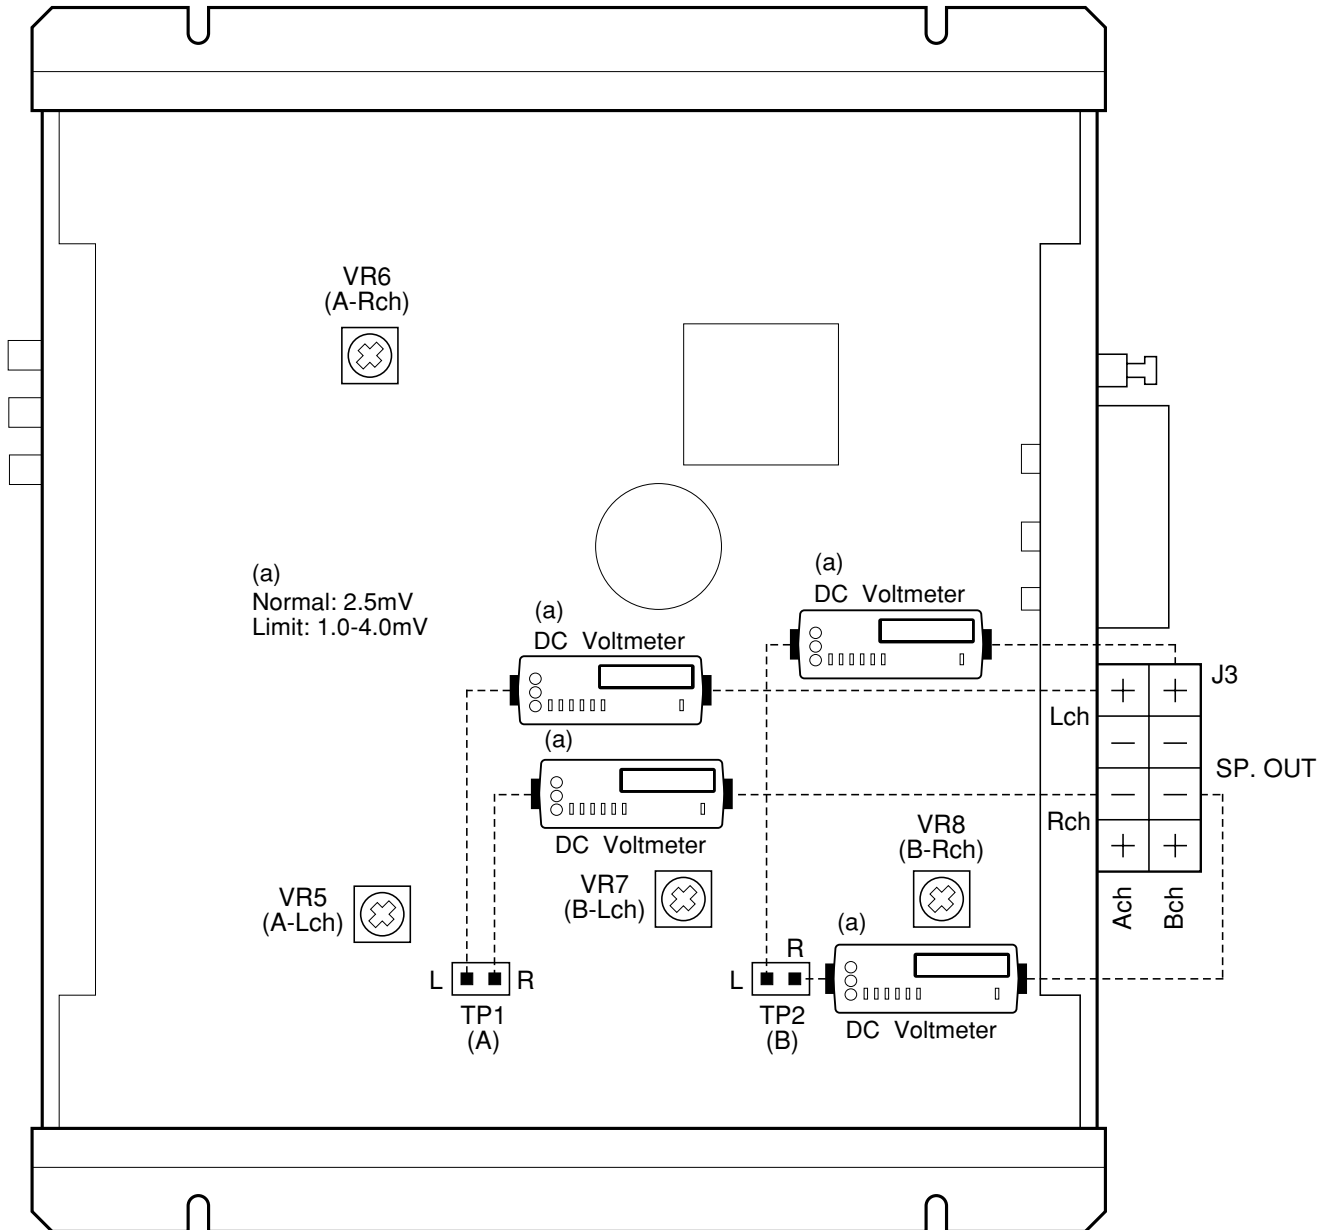 VR6
(A-Rch)
(a)
Normal: 2.5mV
Limit: 1.0-4.0mV
(a)
DC Voltmeter
(a)
DC Voltmeter
(a)
DC Voltmeter
J3
Lch
+ +
— —
SP. OUT
— —
Rch
+ +
Ach
Bch
VR8
(B-Rch)
VR7
(B-Lch)
VR5
(A-Lch)
(a)
DC Voltmeter
L
R
TP1
(A)
L
R
TP2
(B)